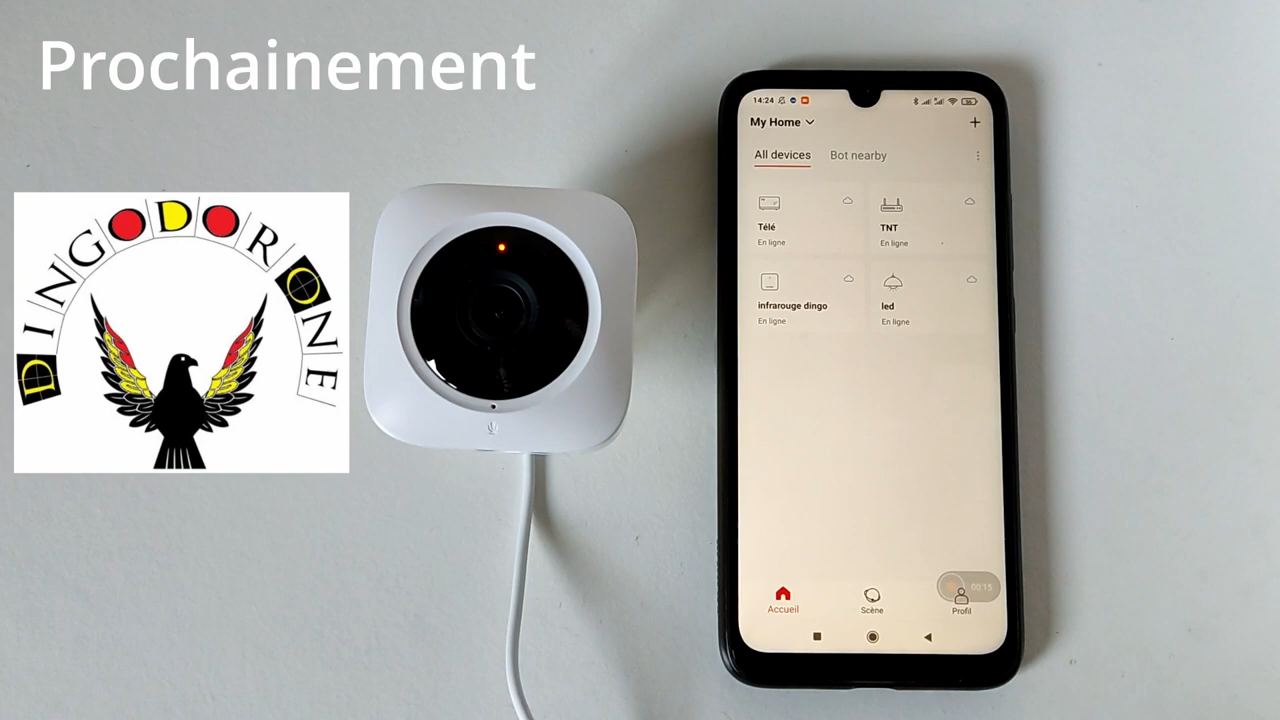 Prochainement
DINGODORONE
14:24
My Home
All devices
Bot nearby
Télé
En ligne
TNT
En ligne
infrarouge dingo
En ligne
led
En ligne
00:15
Accueil
Scène
Profil